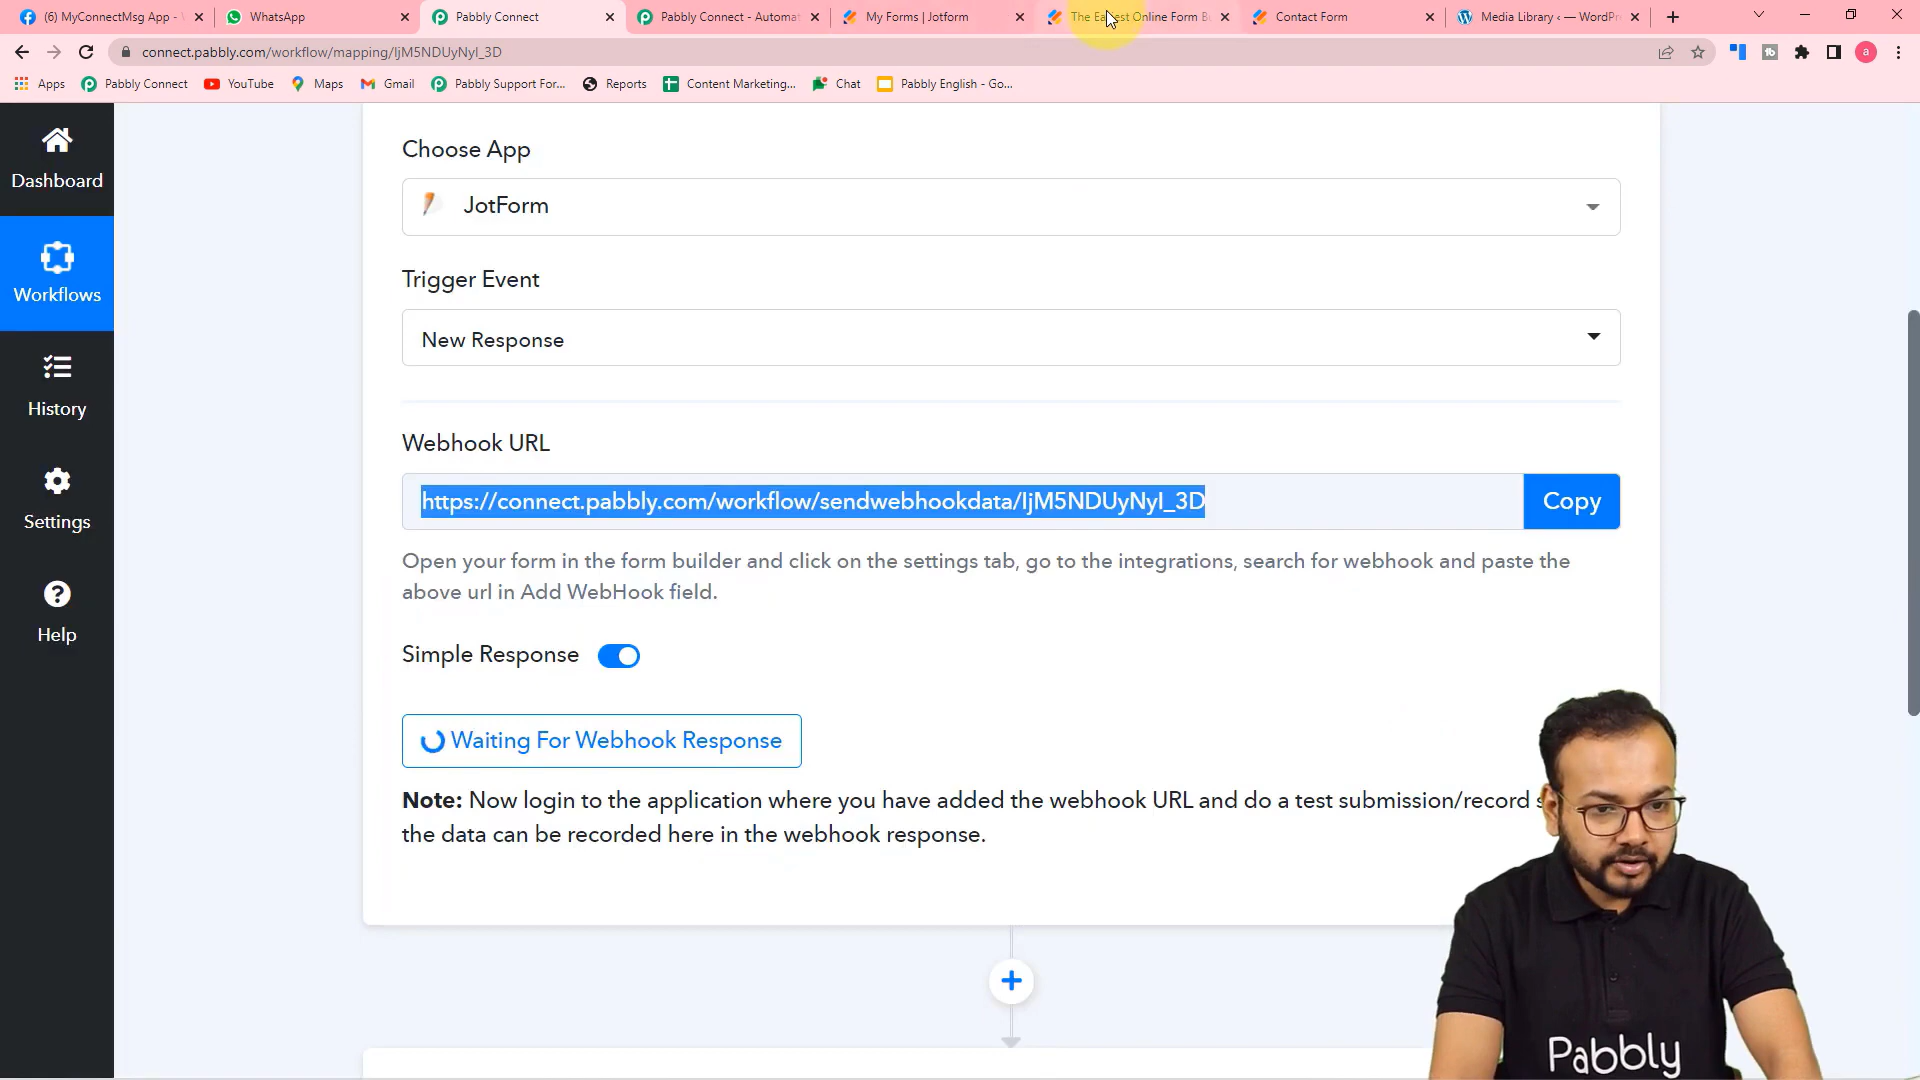 (6) MyConnectMsg App -
WhatsApp
Pabbly Connect
Pabbly Connect - Automat
My Forms | Jotform
The Easiest Online Form B
Contact Form
Media Library ‹ — WordPr
connect.pabbly.com/workflow/mapping/IjM5NDUyNyI_3D
a
Apps
Pabbly Connect
YouTube
Maps
Gmail
Pabbly Support For...
Reports
Content Marketing...
Chat
Pabbly English - Go...
Dashboard
Workflows
History
Settings
Help
Choose App
JotForm
Trigger Event
New Response
Webhook URL
https://connect.pabbly.com/workflow/sendwebhookdata/IjM5NDUyNyI_3D
Copy
Open your form in the form builder and click on the settings tab, go to the integrations, search for webhook and paste the
above url in Add WebHook field.
Simple Response
Waiting For Webhook Response
Note: Now login to the application where you have added the webhook URL and do a test submission/record
the data can be recorded here in the webhook response.
Pabbly